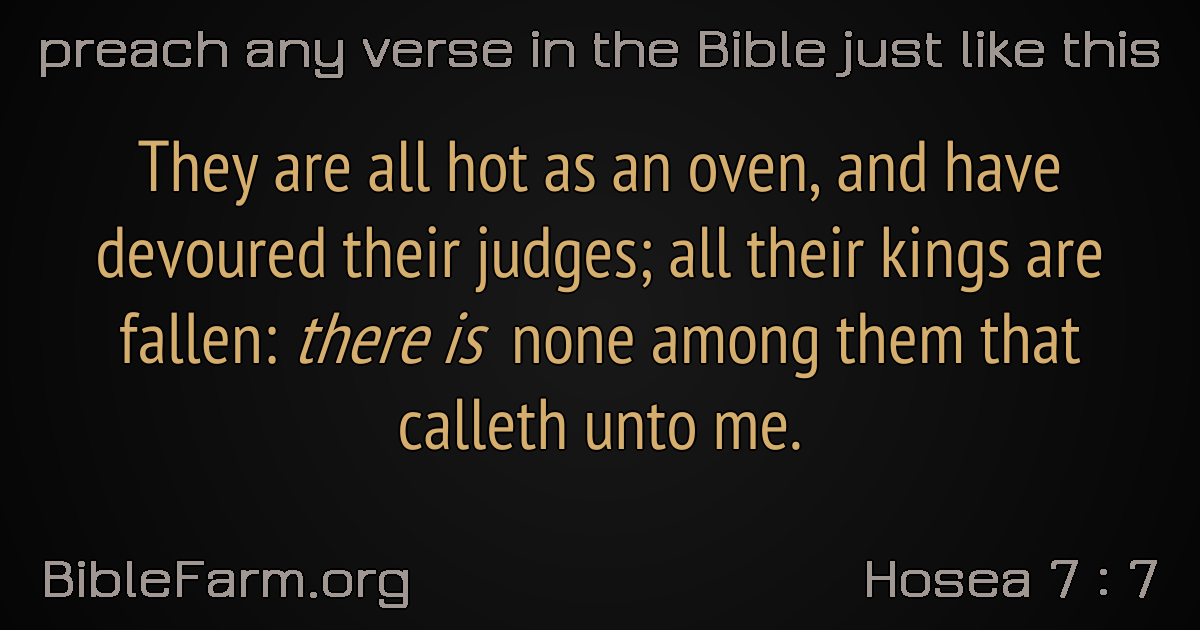 preach any verse in the Bible just like this
They are all hot as an oven, and have
devoured their judges; all their kings are
fallen: there is none among them that
calleth unto me.
BibleFarm.org
Hosea 7 : 7